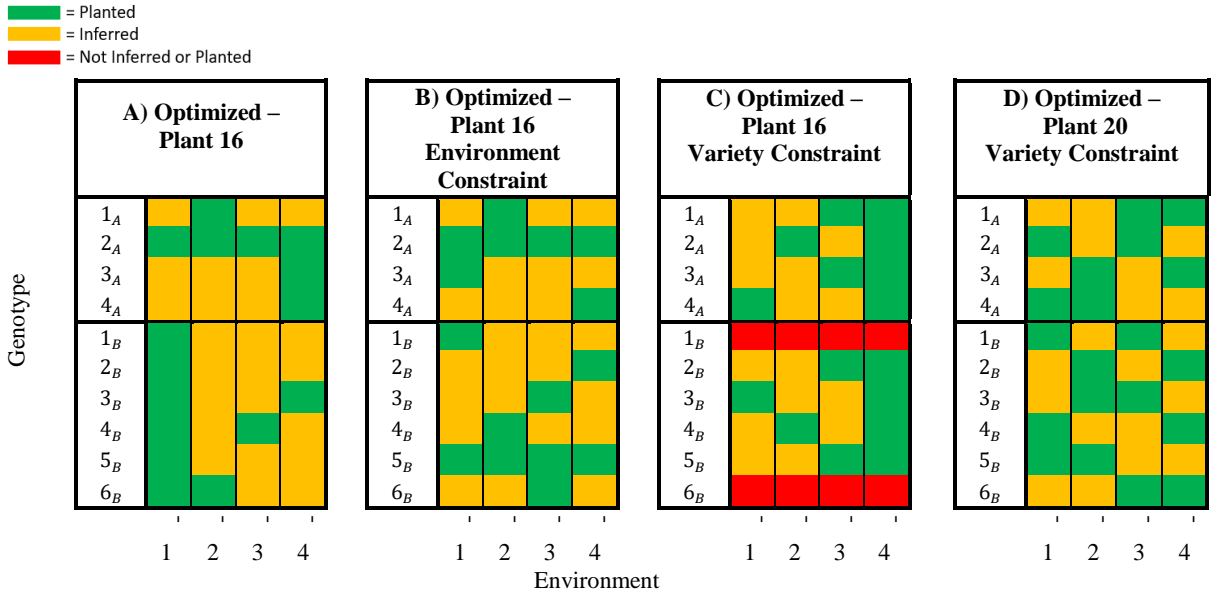 = Planted
= Inferred
= Not Inferred or Planted
A) Optimized –
Plant 16
B) Optimized –
Plant 16
Environment
Constraint
C) Optimized –
Plant 16
Variety Constraint
D) Optimized –
Plant 20
Variety Constraint
Genotype
1A
2A
3A
4A
1B
2B
3B
4B
5B
6B
1A
2A
3A
4A
1B
2B
3B
4B
5B
6B
1A
2A
3A
4A
1B
2B
3B
4B
5B
6B
1A
2A
3A
4A
1B
2B
3B
4B
5B
6B
1 2 3 4
1 2 3 4
1 2 3 4
1 2 3 4
Environment